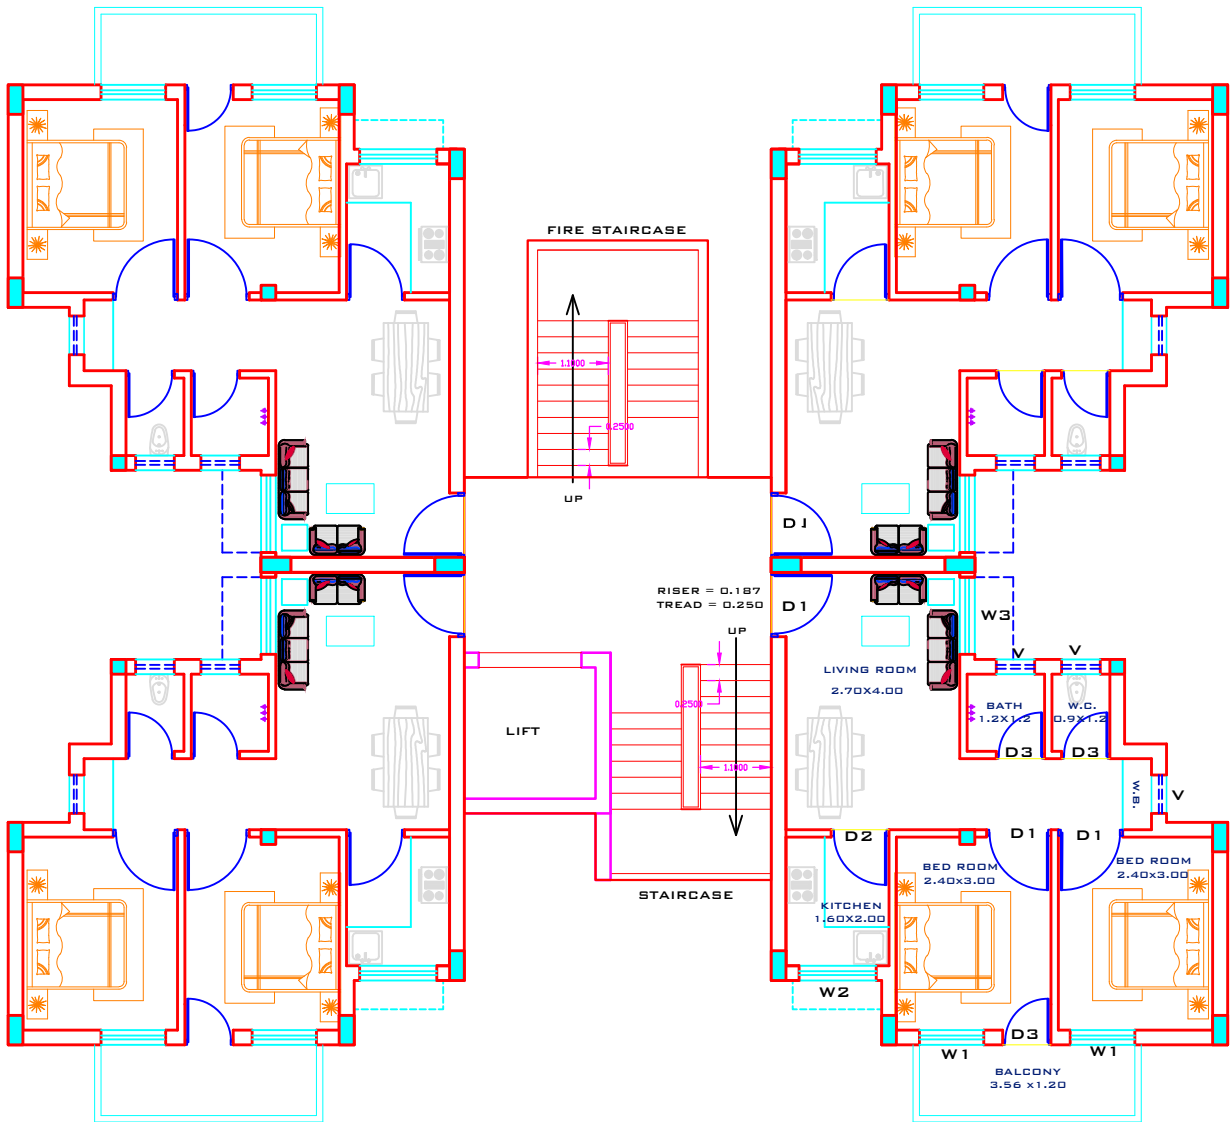 FIRE STAIRCASE
1.1000
0.2500
UP
D1
RISER = 0.187
TREAD = 0.250
D1
UP
W3
V
V
LIVING ROOM
2.70X4.00
0.2500
BATH
1.2X1.2
W.C.
0.9X1.2
LIFT
D3
D3
1.1000
W.B.
V
D2
D1
D1
BED ROOM
2.40x3.00
BED ROOM
2.40x3.00
STAIRCASE
KITCHEN
1.60X2.00
W2
D3
W1
W1
BALCONY
3.56 x1.20